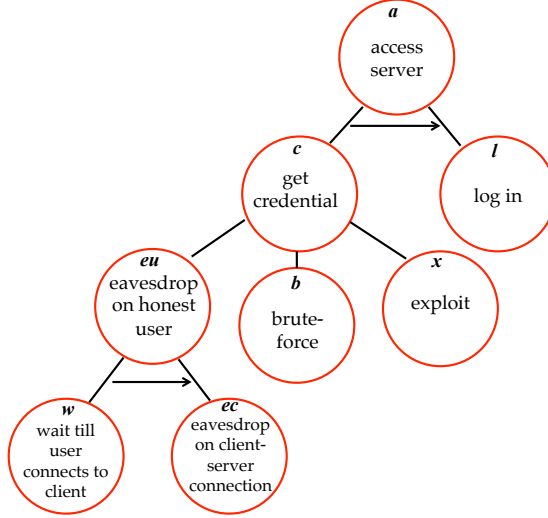 a
access
server
c
get
credential
l
log in
eu
eavesdrop
on honest
user
b
brute-
force
x
exploit
w
wait till
user
connects to
client
ec
eavesdrop
on client-
server
connection